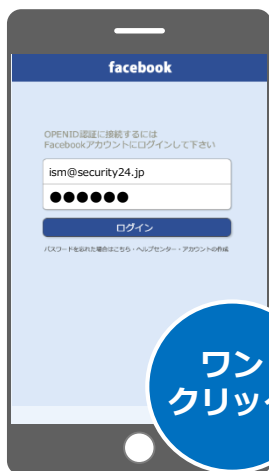 facebook
OPENID認証に接続するには
Facebookアカウントにログインして下さい
ism@security24.jp
●●●●●●
ログイン
パスワードを忘れた場合はこちら・ヘルプセンター・アカウントの作成
ワン
クリッ